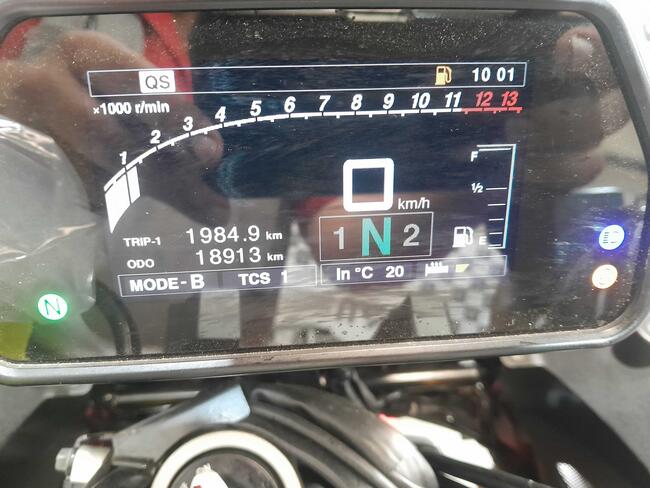 QS 10 01
×1000 r/min
1 2 3 4 5 6 7 8 9 10 11 12 13
F
1/2
E
0 km/h
TRIP-1 1984.9 km
ODO 18913 km
1 N 2
MODE-B TCS 1 In °C 20
N